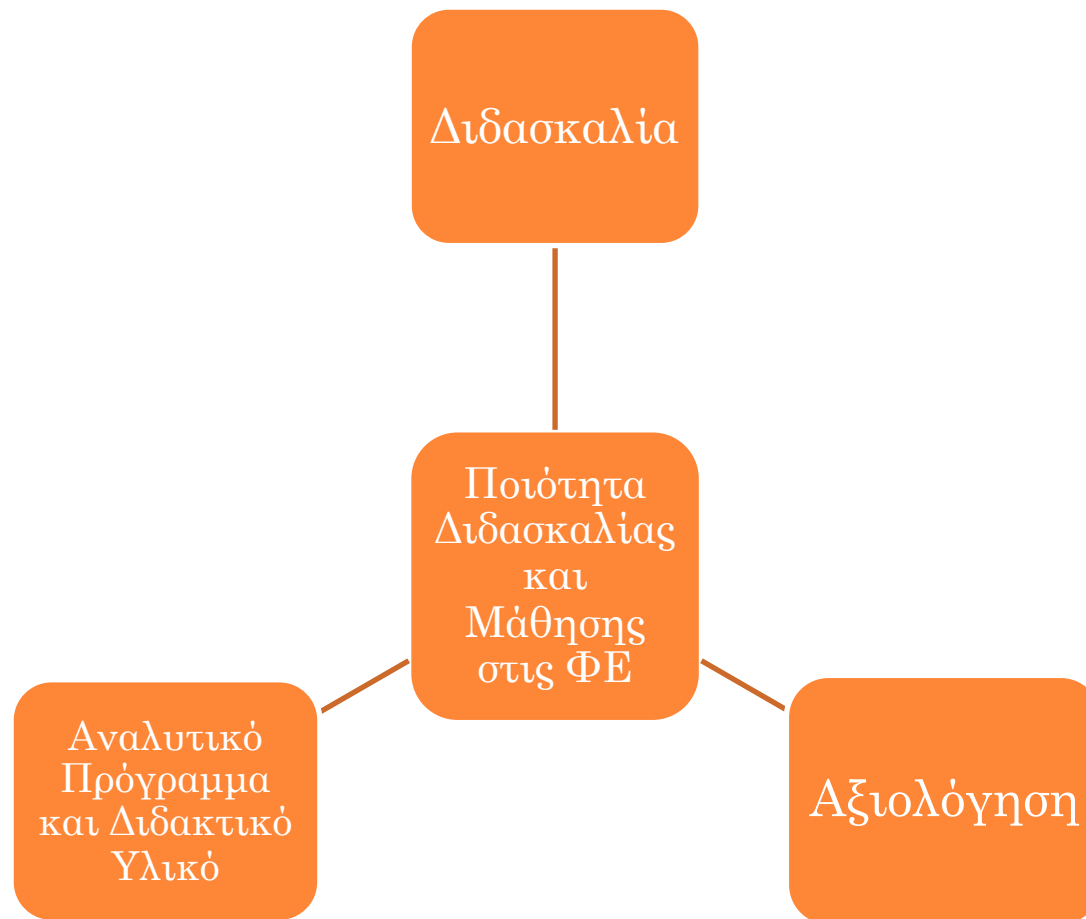 Διδασκαλία
Ποιότητα
Διδασκαλίας
και
Μάθησης
στις ΦΕ
Αναλυτικό
Πρόγραμμα
και Διδακτικό
Υλικό
Αξιολόγηση